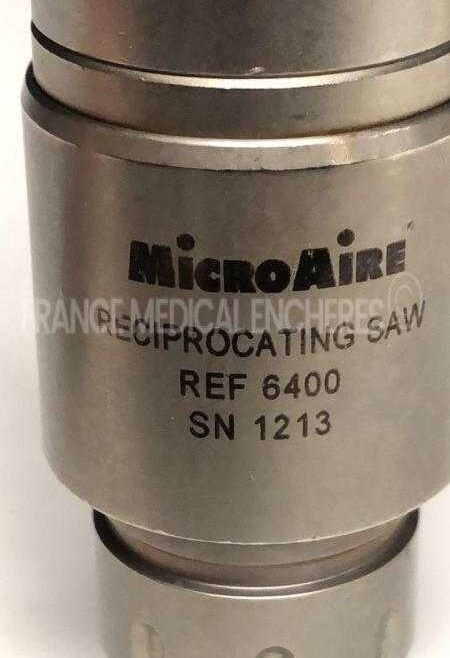 MicroAire
FRANCE MEDICAL ENCHERES©
RECIPROCATING SAW
REF 6400
SN 1213